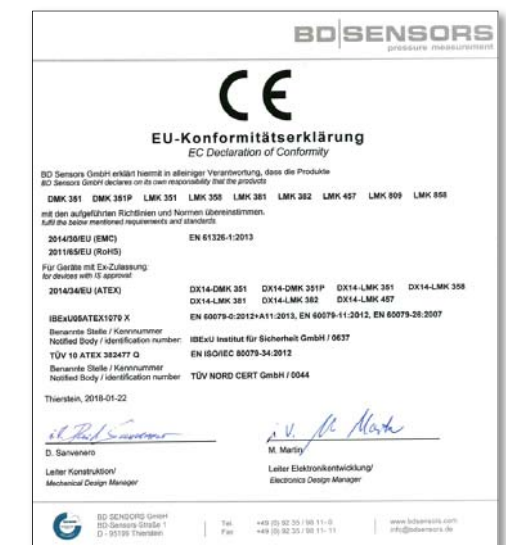 BD|SENSORS
pressure measurement
CE
EU-Konformitätserklärung
EC Declaration of Conformity
BD Sensors GmbH erklärt hiermit in alleiniger Verantwortung, dass die Produkte
BD Sensors GmbH declares on its own responsibility that the products
DMK 351 DMK 351P LMK 351 LMK 358 LMK 381 LMK 382 LMK 457 LMK 809 LMK 858
mit den aufgeführten Richtlinien und Normen übereinstimmen.
fulfil the below mentioned requirements and standards
2014/30/EU (EMC) EN 61326-1:2013
2011/65/EU (RoHS)
Für Geräte mit Ex-Zulassung:
for devices with IS approval:
2014/34/EU (ATEX) DX14-DMK 351 DX14-DMK 351P DX14-LMK 351 DX14-LMK 358
DX14-LMK 381 DX14-LMK 382 DX14-LMK 457
IBExU05ATEX1070 X EN 60079-0:2012+A11:2013, EN 60079-11:2012, EN 60079-26:2007
Benannte Stelle / Kennnummer
Notified Body / identification number: IBExU Institut für Sicherheit GmbH / 0637
TÜV 10 ATEX 382477 Q EN ISO/IEC 80079-34:2012
Benannte Stelle / Kennnummer
Notified Body / identification number TÜV NORD CERT GmbH / 0044
Thierstein, 2018-01-22
i.V. M Martin
D. Sanvenero M. Martin
Leiter Konstruktion/ Leiter Elektronikentwicklung/
Mechanical Design Manager Electronics Design Manager
BD SENSORS GmbH
BD-Sensors-Straße 1 Tel. +49 (0) 92 35 / 98 11- 0 www.bdsensors.com
D - 95199 Thierstein Fax +49 (0) 92 35 / 98 11- 11 info@bdsensors.de